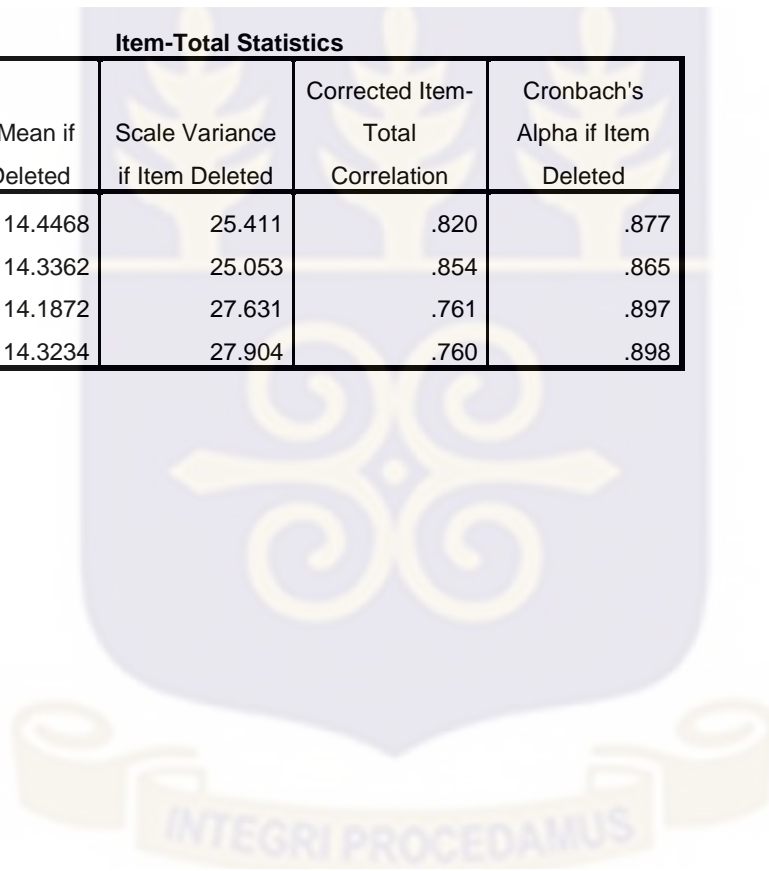 Item-Total Statistics
Mean if Deleted | Scale Variance if Item Deleted | Corrected Item-Total Correlation | Cronbach's Alpha if Item Deleted
14.4468 25.411 .820 .877
14.3362 25.053 .854 .865
14.1872 27.631 .761 .897
14.3234 27.904 .760 .898
INTEGRI PROCEDAMUS